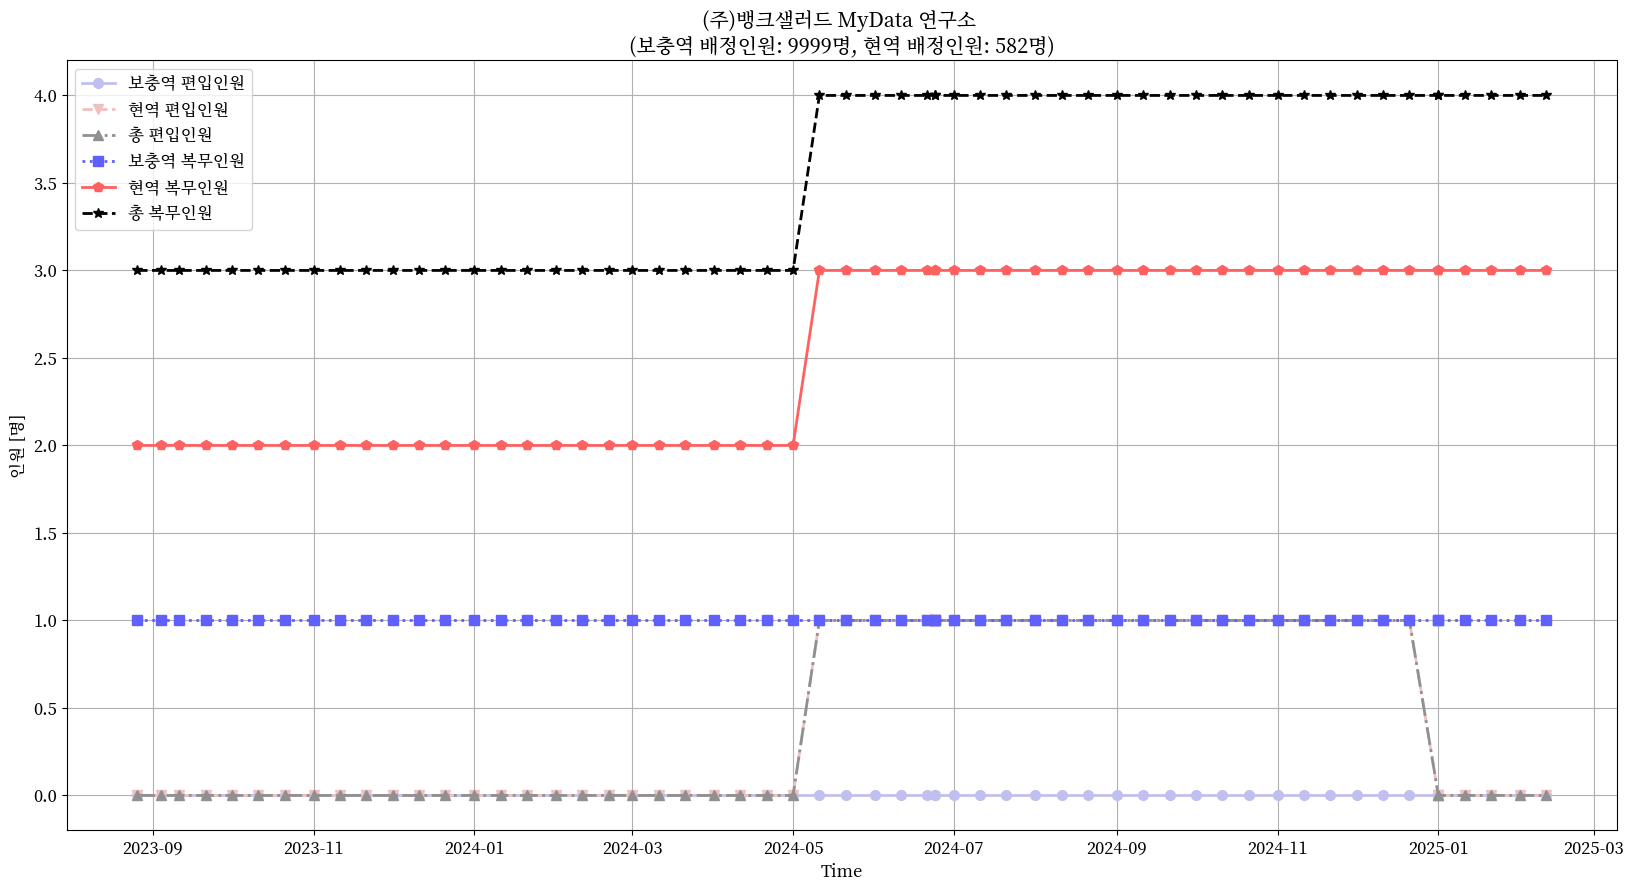 (주)뱅크샐러드 MyData 연구소
(보충역 배정인원: 9999명, 현역 배정인원: 582명)
보충역 편입인원
현역 편입인원
총 편입인원
보충역 복무인원
현역 복무인원
총 복무인원
인원 [명]
4.0
3.5
3.0
2.5
2.0
1.5
1.0
0.5
0.0
2023-09
2023-11
2024-01
2024-03
2024-05
2024-07
2024-09
2024-11
2025-01
2025-03
Time